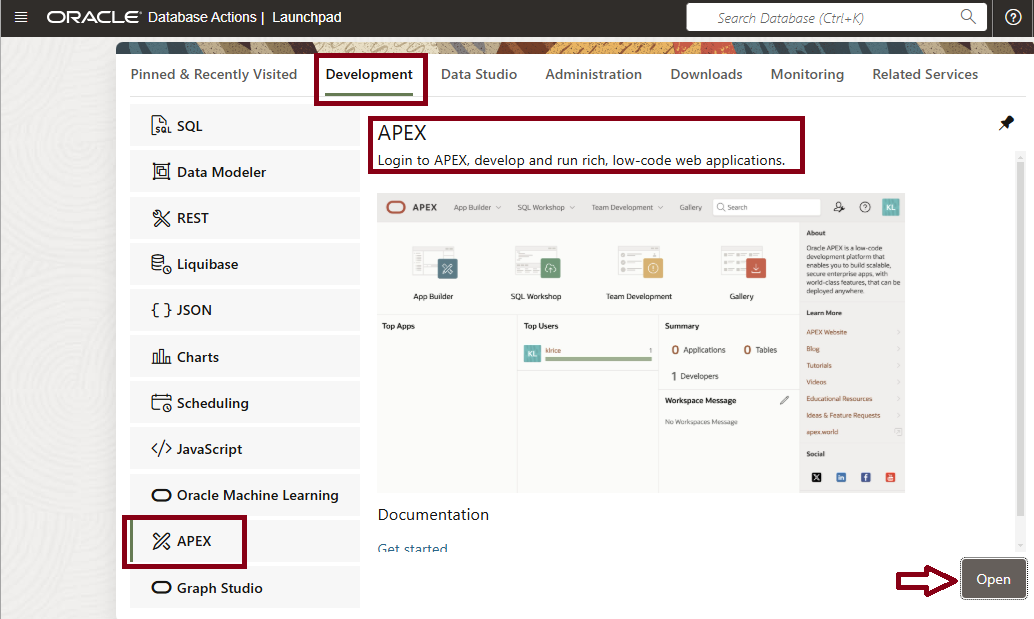 ORACLE® Database Actions | Launchpad
Search Database (Ctrl+K)
Pinned & Recently Visited
Development
Data Studio
Administration
Downloads
Monitoring
Related Services
SQL
Data Modeler
REST
Liquibase
JSON
Charts
Scheduling
JavaScript
Oracle Machine Learning
APEX
Graph Studio
APEX
Login to APEX, develop and run rich, low-code web applications.
APEX
App Builder
SQL Workshop
Team Development
Gallery
Search
KL
App Builder
SQL Workshop
Team Development
Gallery
Top Apps
Top Users
KL
klrice
1
Summary
0 Applications
0 Tables
1 Developers
Workspace Message
No Workspaces Message
About
Oracle APEX is a low-code
development platform that
enables you to build scalable,
secure enterprise apps, with
world-class features, that can be
deployed anywhere.
Learn More
APEX Website
Blog
Tutorials
Videos
Educational Resources
Ideas & Feature Requests
apex.world
Social
Documentation
Get started
Open